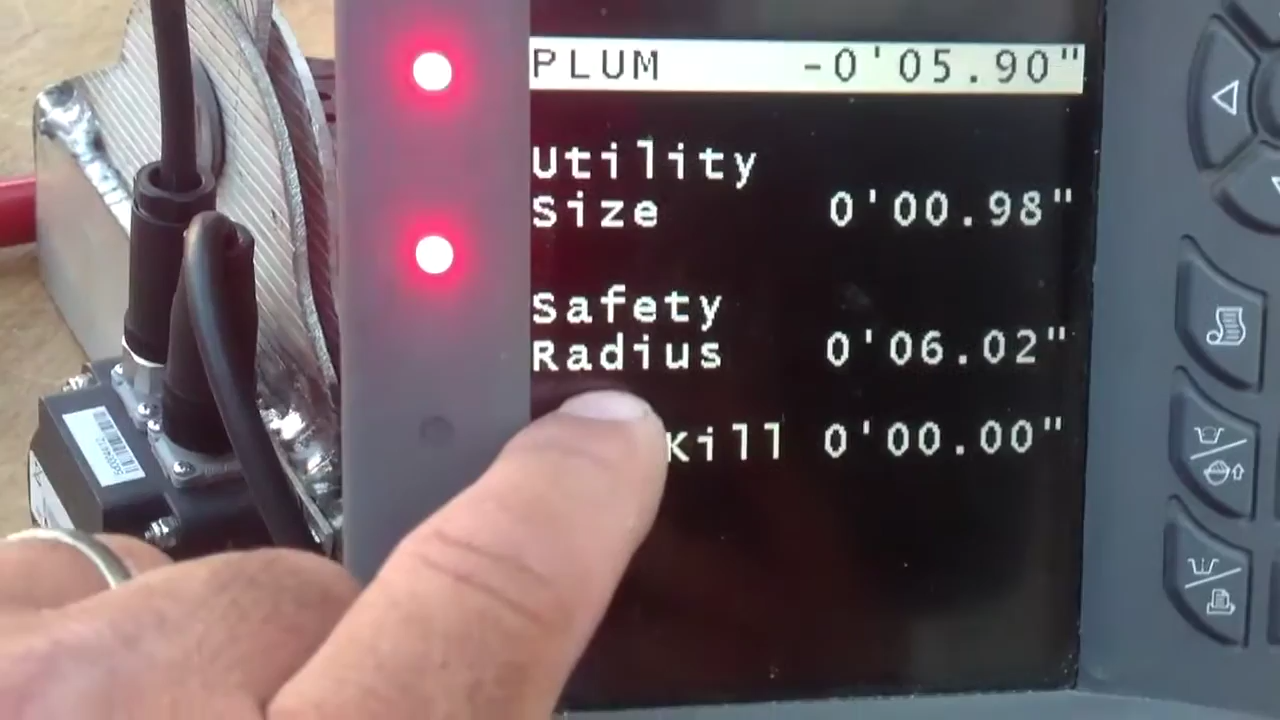 PLUM -0'05.90"
Utility
Size 0'00.98"
Safety
Radius 0'06.02"
Kill 0'00.00"